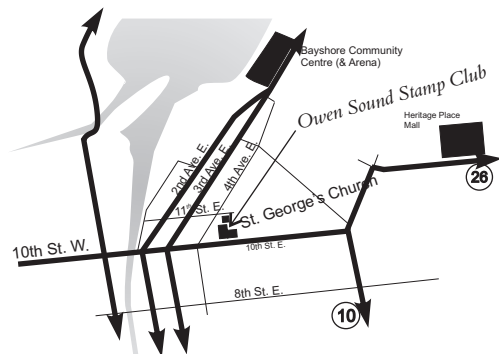 Bayshore Community
Centre (& Arena)
Owen Sound Stamp Club
Heritage Place
Mall
26
2nd Ave. E.
3rd Ave. E.
4th Ave. E.
11th St. E.
St. George's Church
10th St. W.
10th St. E.
8th St. E.
10